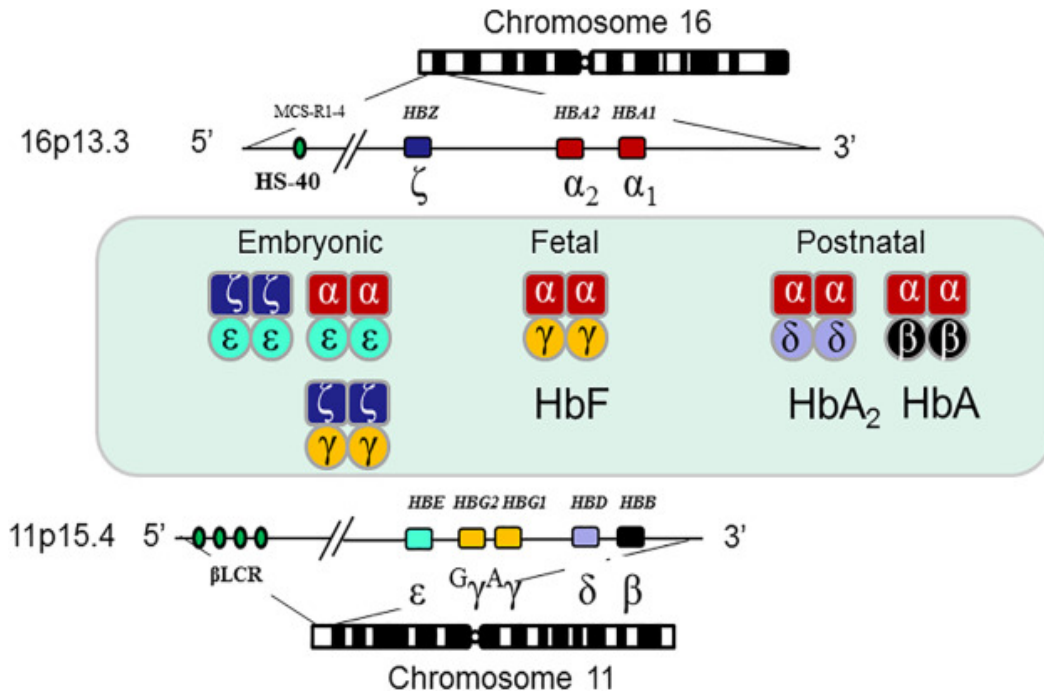 Chromosome 16
MCS-R1-4 HBZ HBA2 HBA1
16p13.3 5’ 3’
HS-40 ζ α2 α1
Embryonic Fetal Postnatal
ζ ζ α α α α α α α α
ε ε ε ε γ γ δ δ β β
ζ ζ HbF HbA2 HbA
γ γ
HBE HBG2 HBG1 HBD HBB
11p15.4 5’ 3’
βLCR ε Gγ Aγ δ β
Chromosome 11